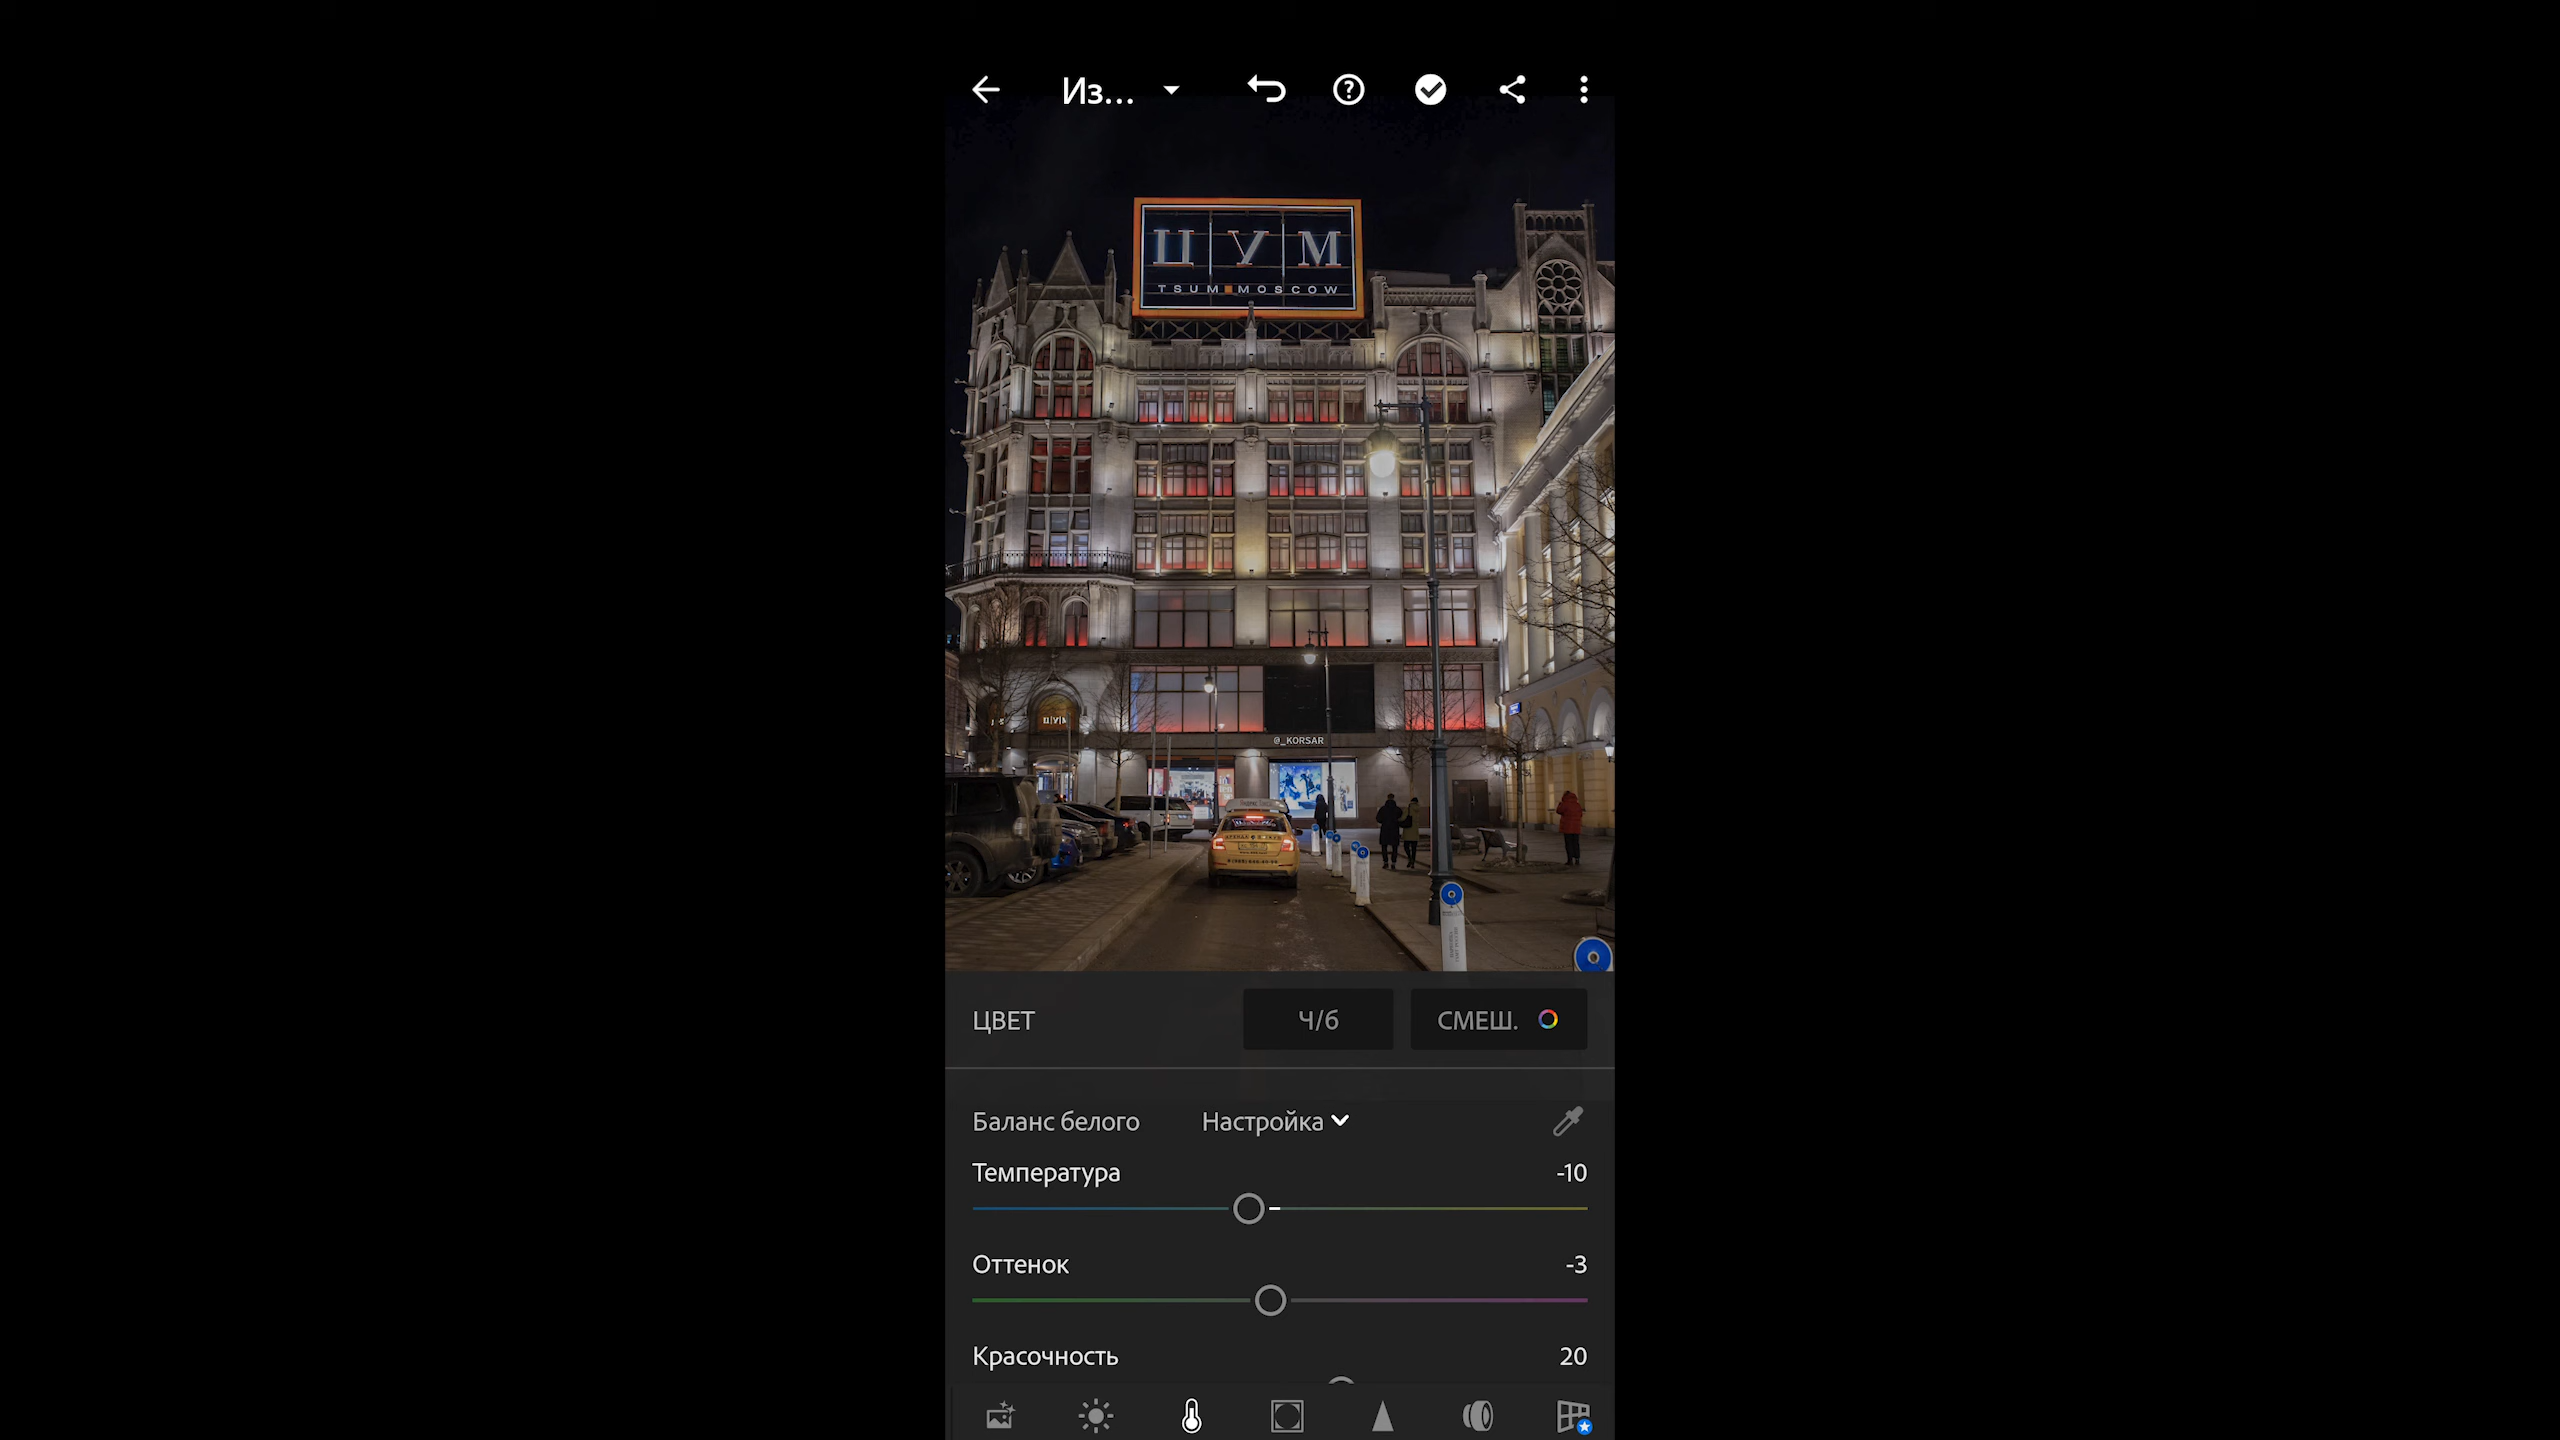 Из...
Ц У М
TSUM MOSCOW
ЦУМ
@_KORSAR
ЦВЕТ
Ч/б
СМЕШ.
Баланс белого
Настройка
Температура
-10
Оттенок
-3
Красочность
20